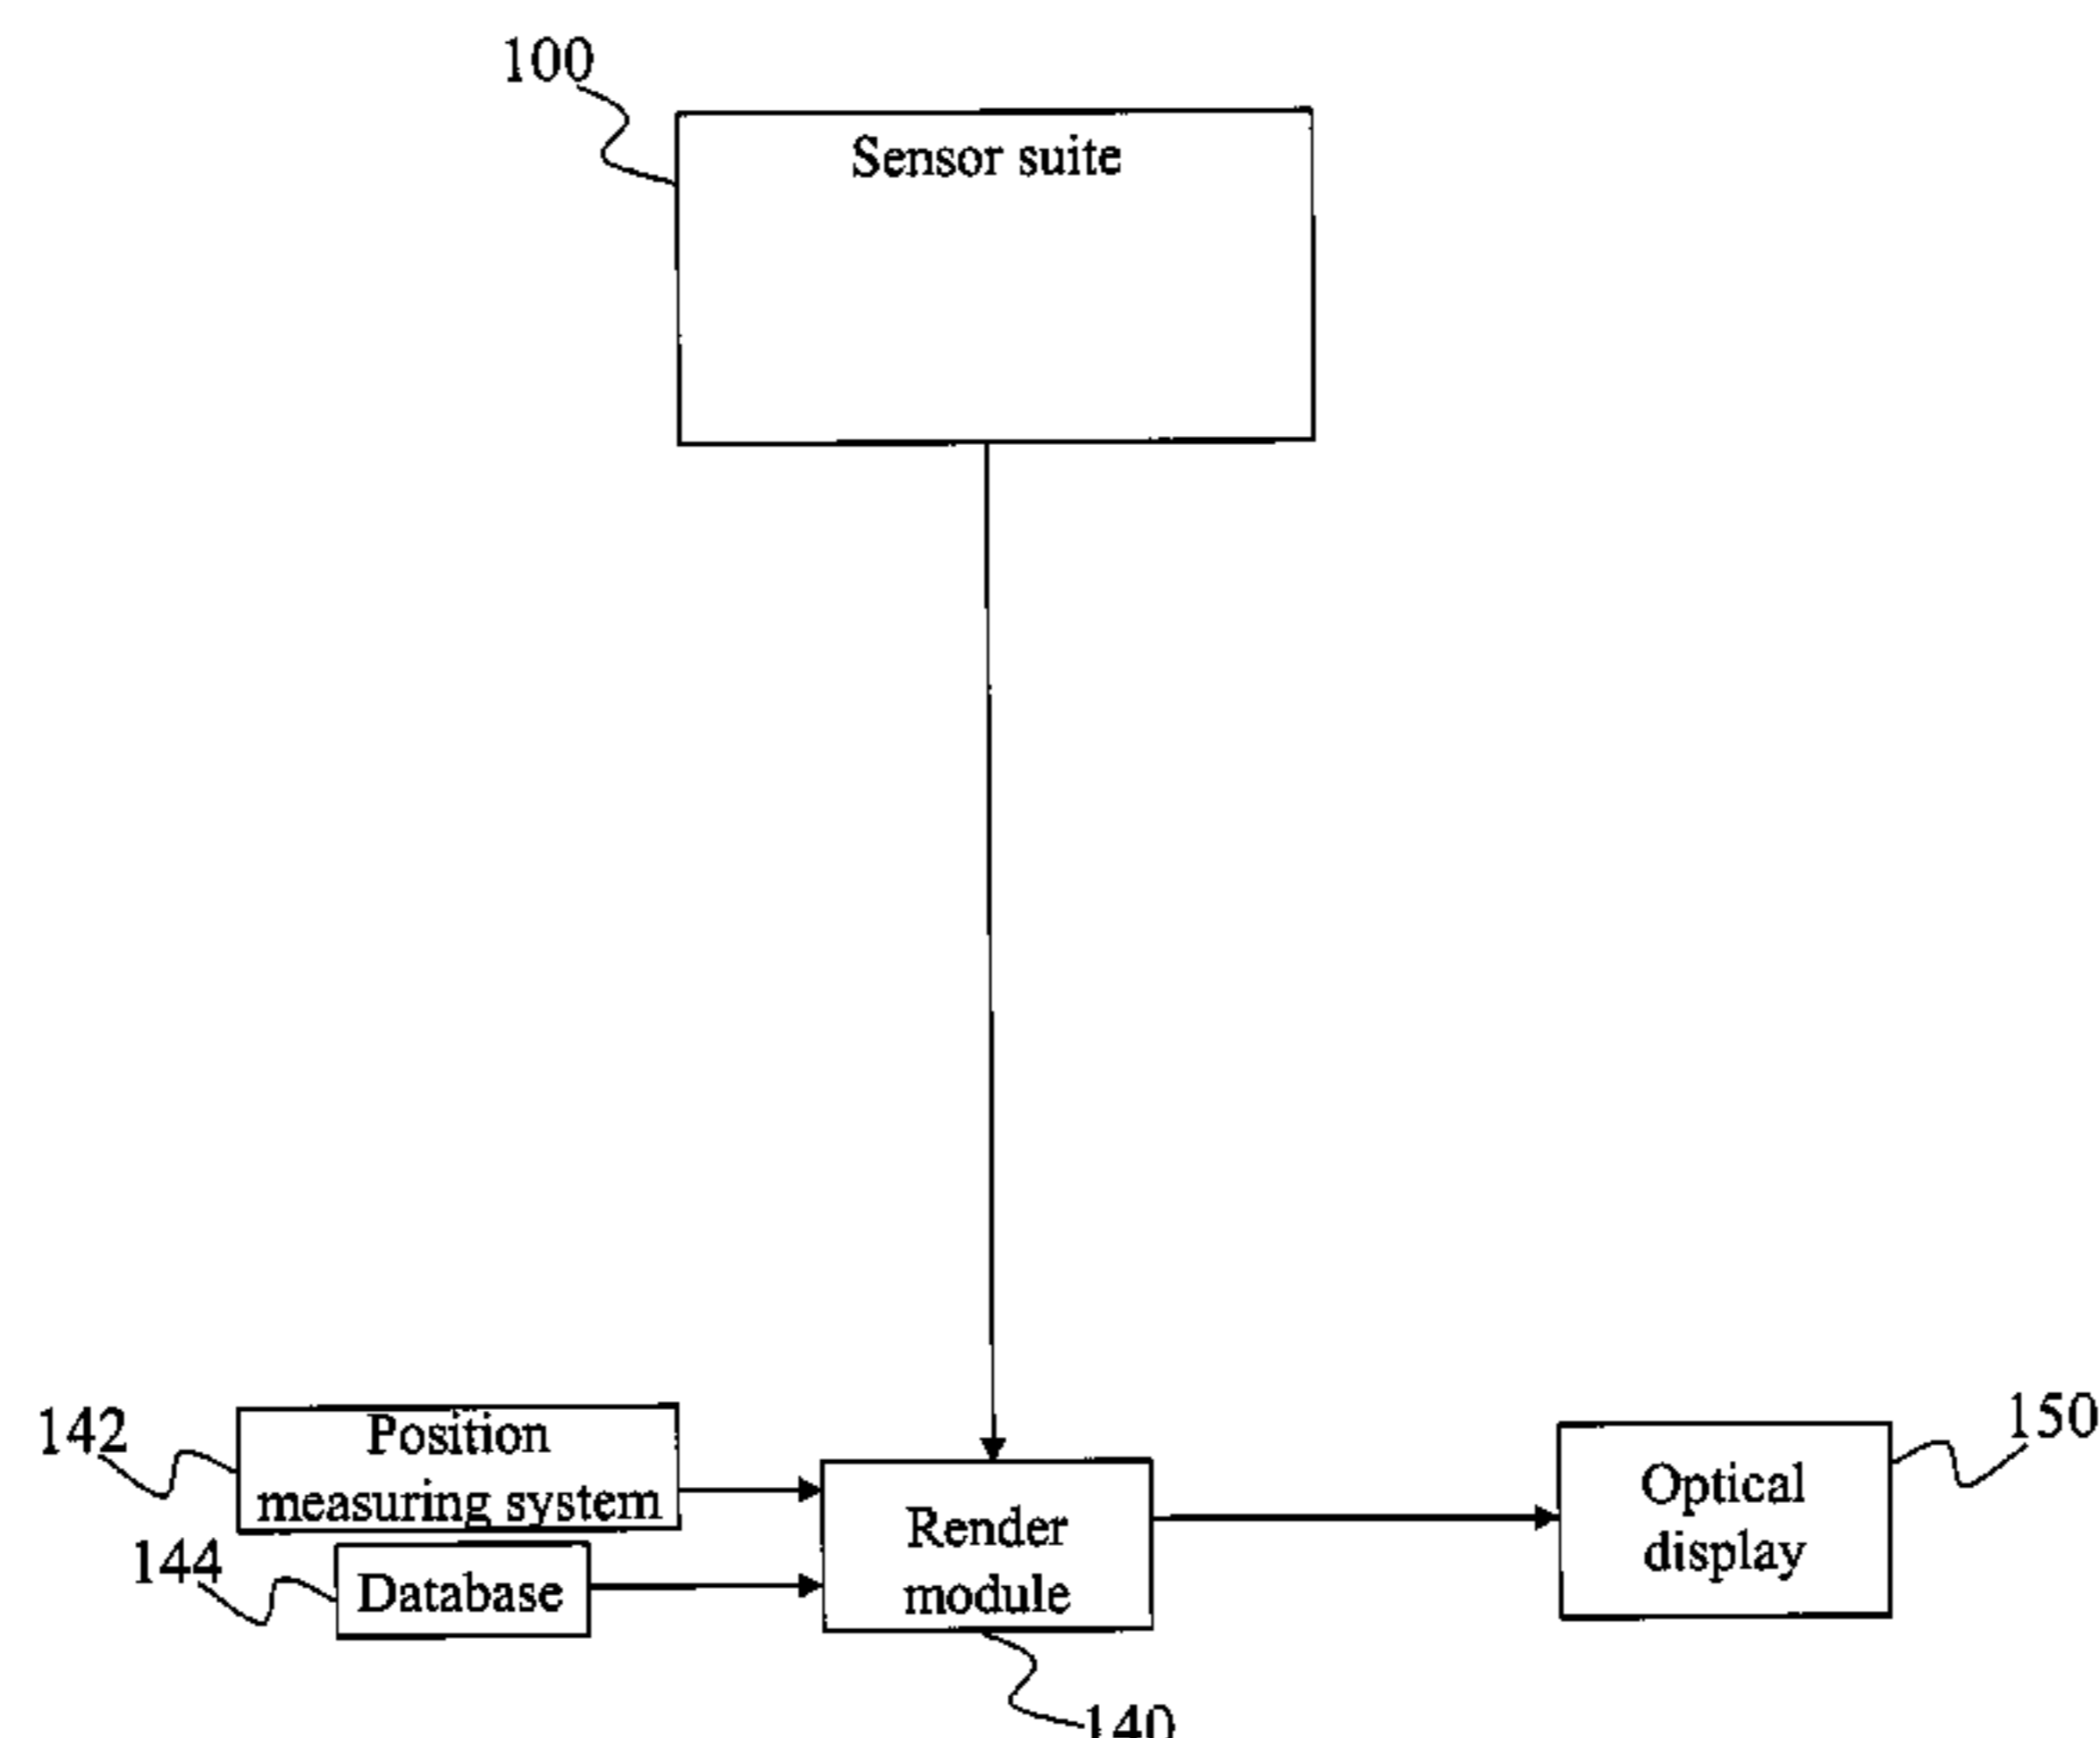 100
Sensor suite
142
Position
measuring system
144
Database
Render
module
140
Optical
display
150